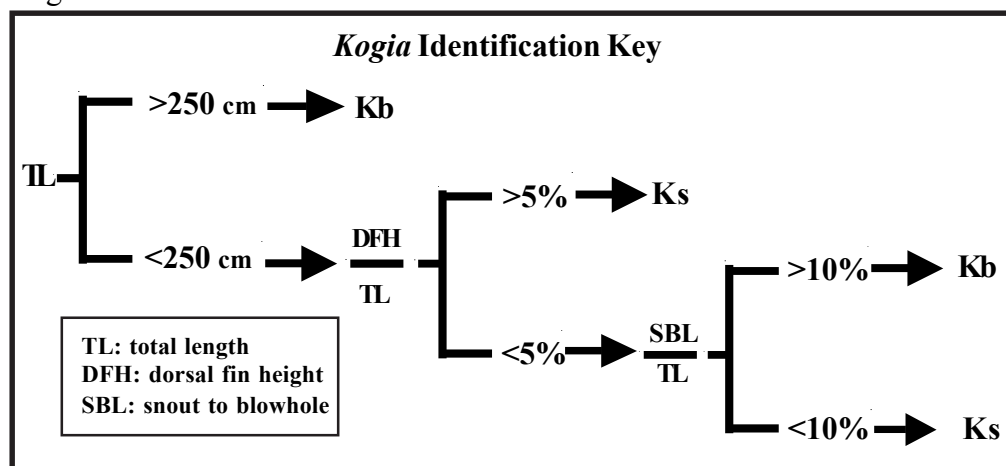 Kogia Identification Key
>250 cm
Kb
TL
>5%
Ks
<250 cm
DFH
TL
>10%
Kb
<5%
SBL
TL
<10%
Ks
TL: total length
DFH: dorsal fin height
SBL: snout to blowhole